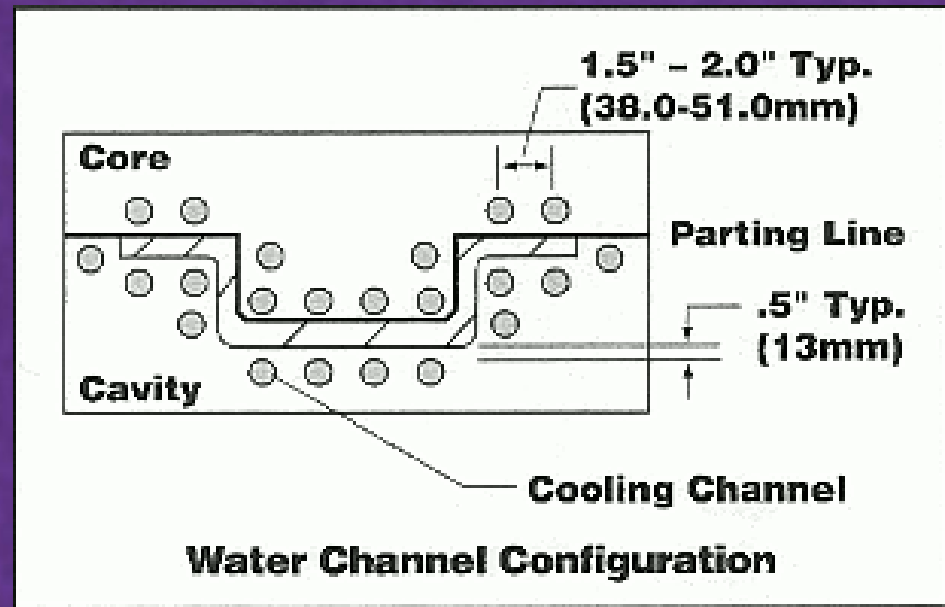 1.5" – 2.0" Typ.
(38.0-51.0mm)
Core
Parting Line
.5" Typ.
(13mm)
Cavity
Cooling Channel
Water Channel Configuration